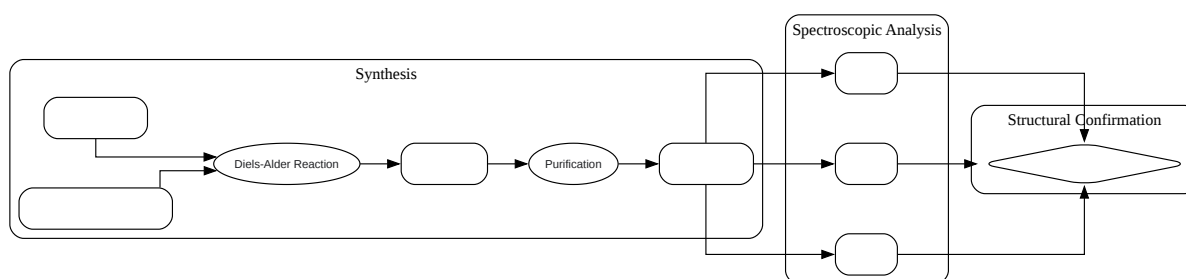 Spectroscopic Analysis
Synthesis
Structural Confirmation
Diels-Alder Reaction
Purification